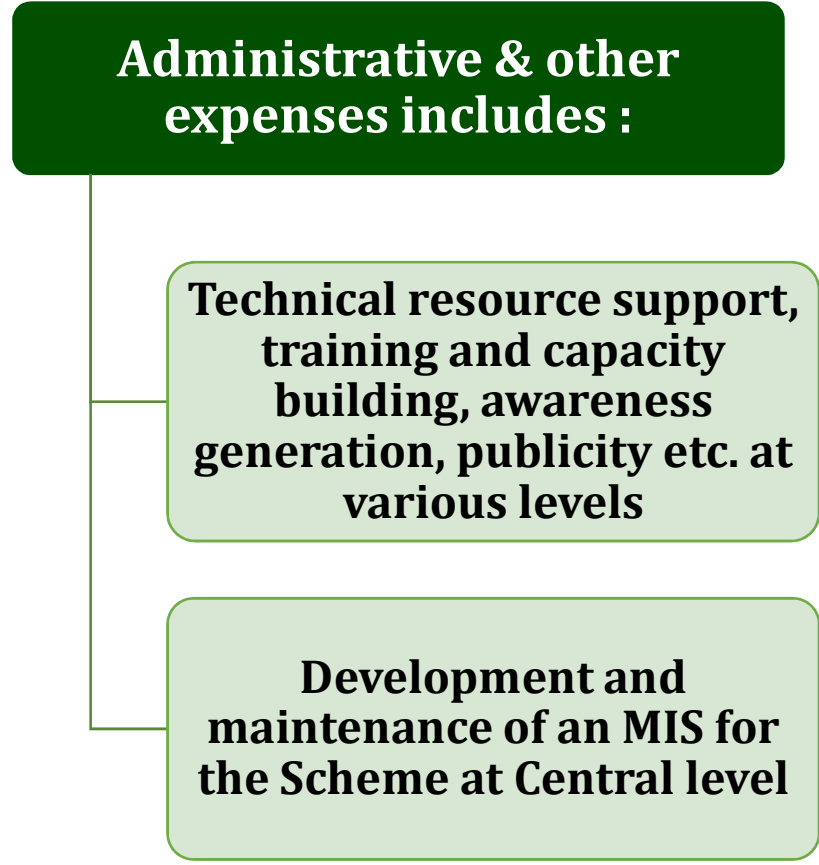 Administrative & other
expenses includes :
Technical resource support,
training and capacity
building, awareness
generation, publicity etc. at
various levels
Development and
maintenance of an MIS for
the Scheme at Central level